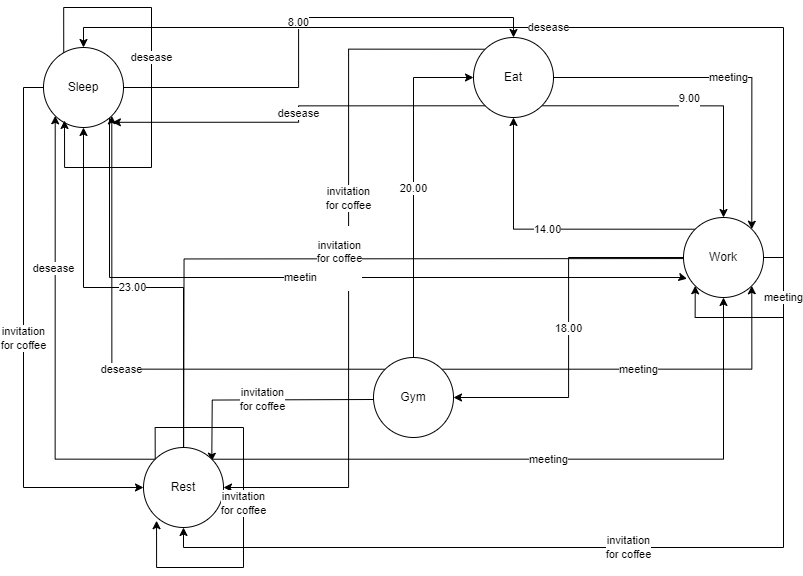 8.00
desease
desease
Sleep
Eat
meeting
9.00
desease
20.00
invitation
for coffee
14.00
invitation
for coffee
Work
desease
meetin
23.00
meeting
invitation
for coffee
18.00
desease
meeting
invitation
for coffee
Gym
meeting
Rest
invitation
for coffee
invitation
for coffee